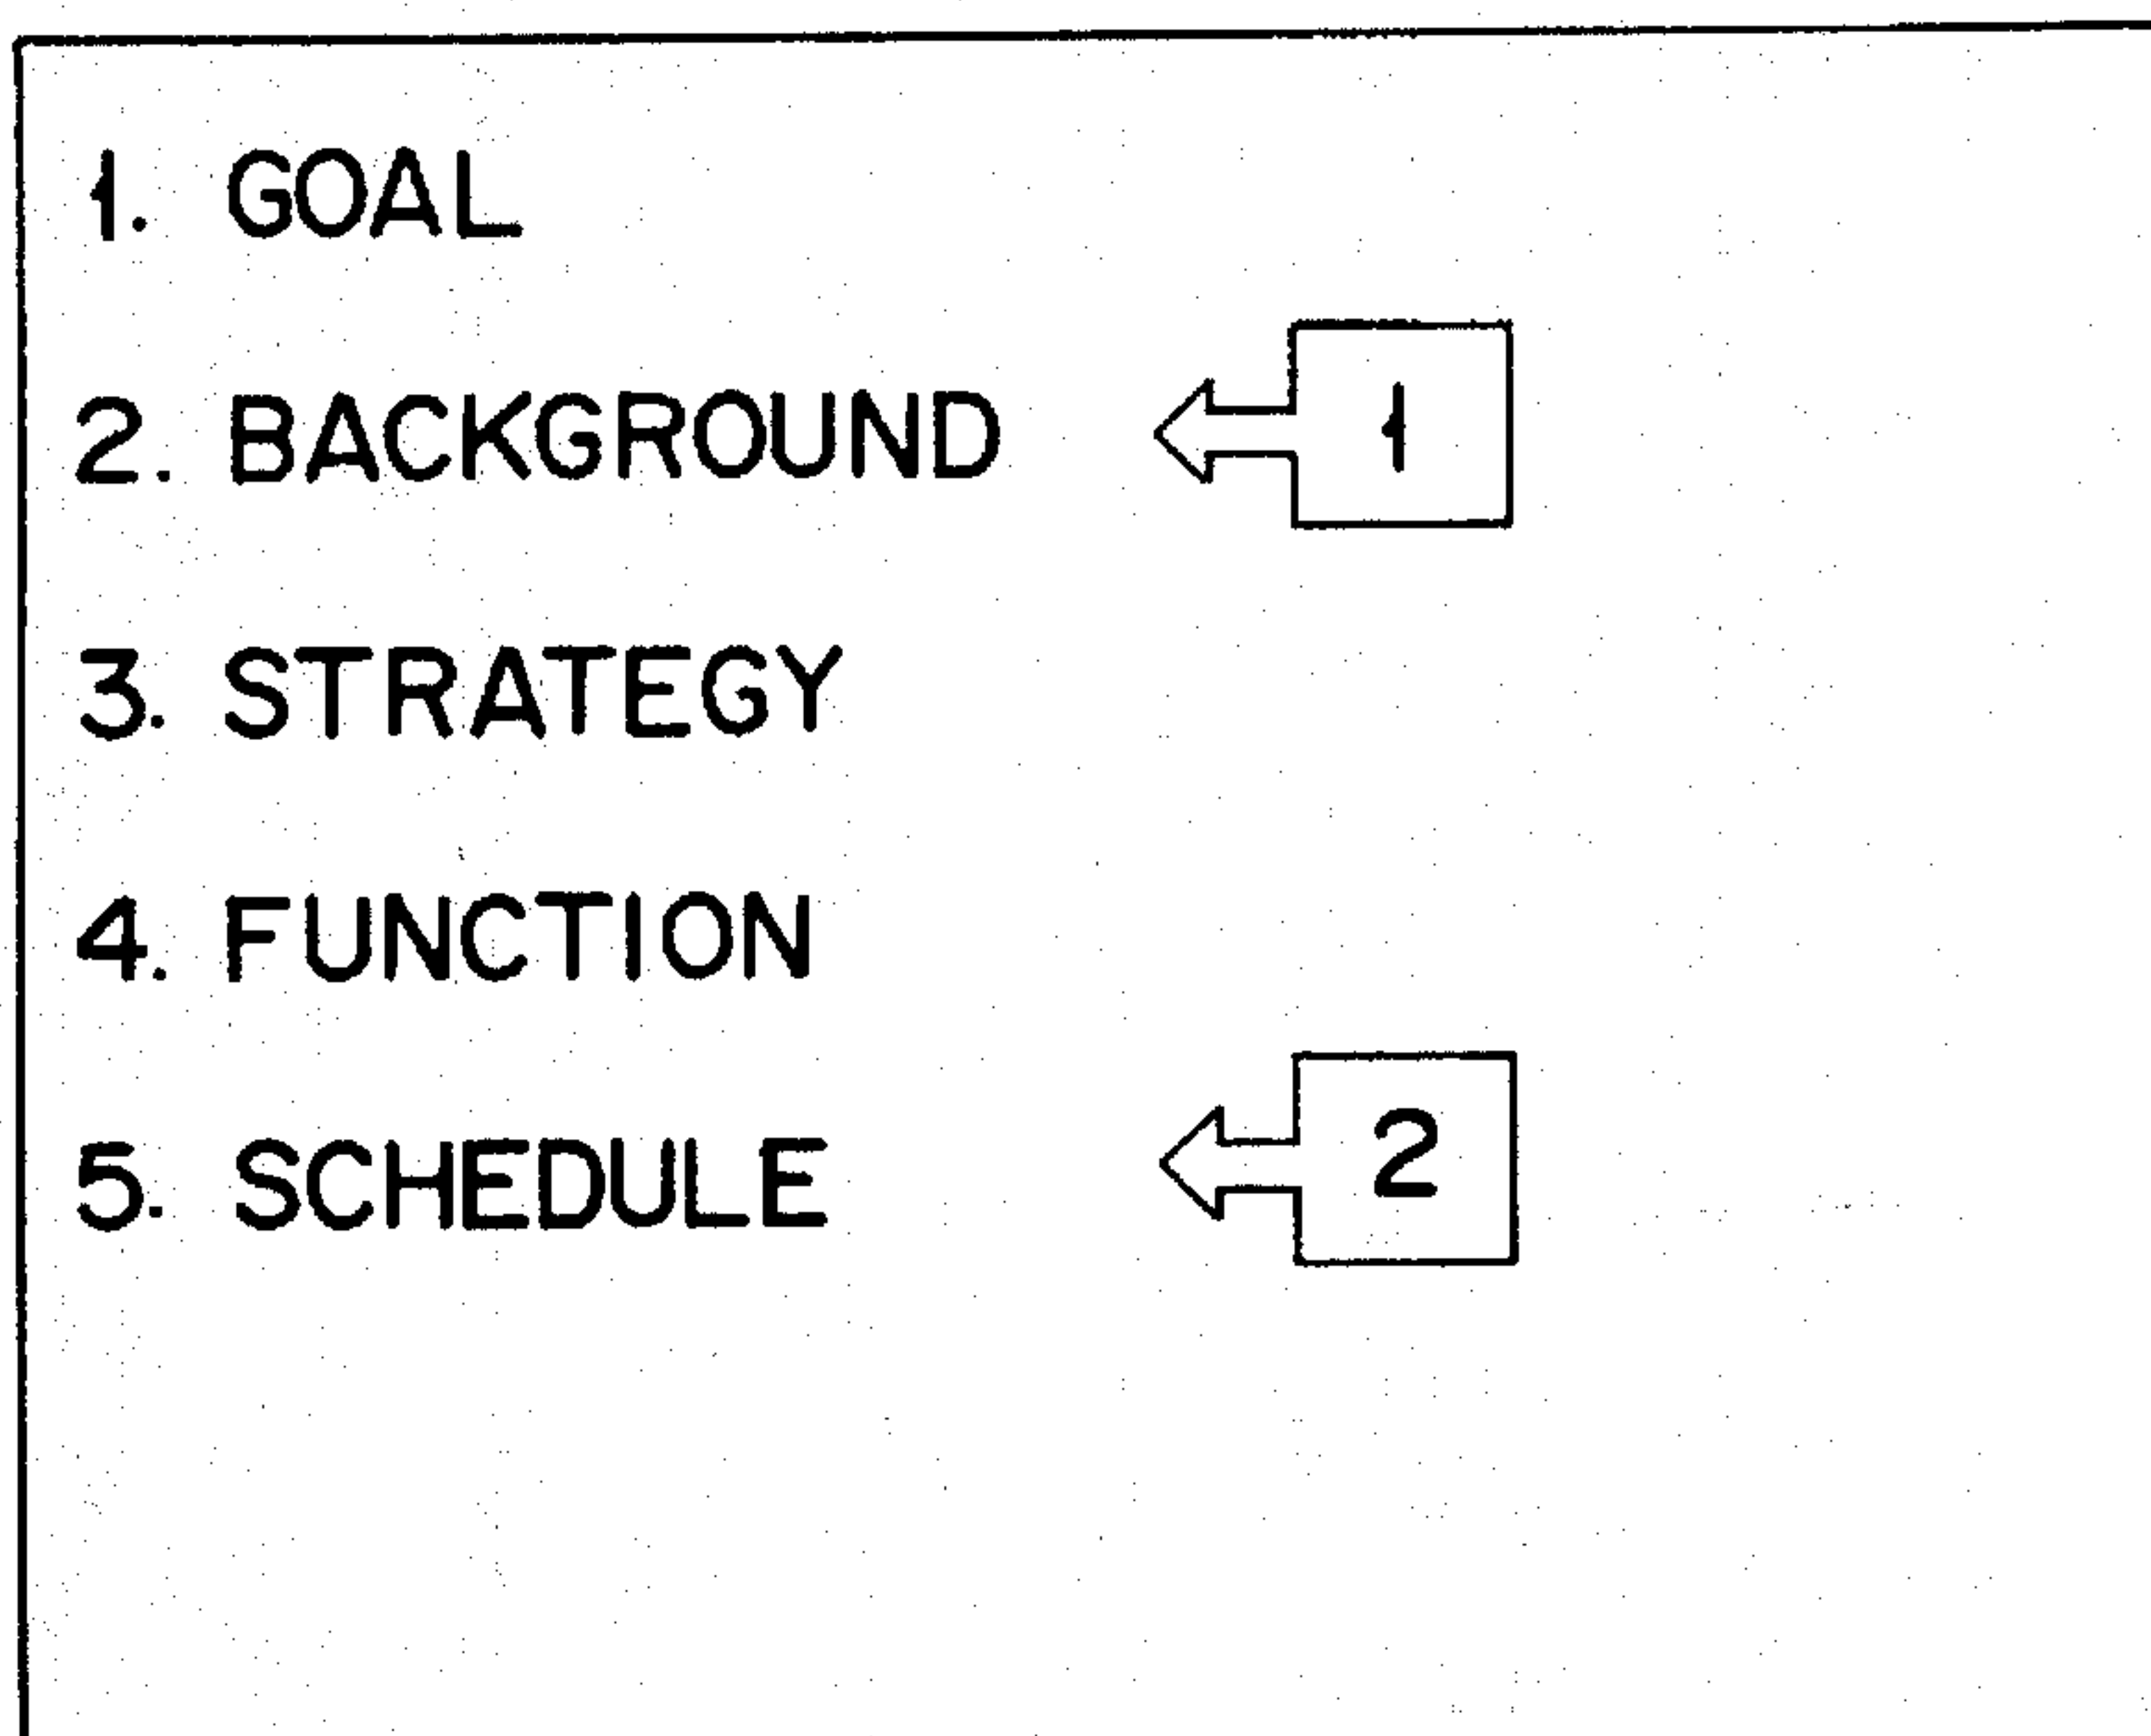 1. GOAL
2. BACKGROUND 1
3. STRATEGY
4. FUNCTION
5. SCHEDULE 2